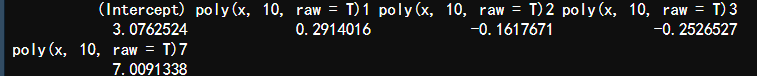 (Intercept) poly(x, 10, raw = T)1 poly(x, 10, raw = T)2 poly(x, 10, raw = T)3
3.0762524 0.2914016 -0.1617671 -0.2526527
poly(x, 10, raw = T)7
7.0091338